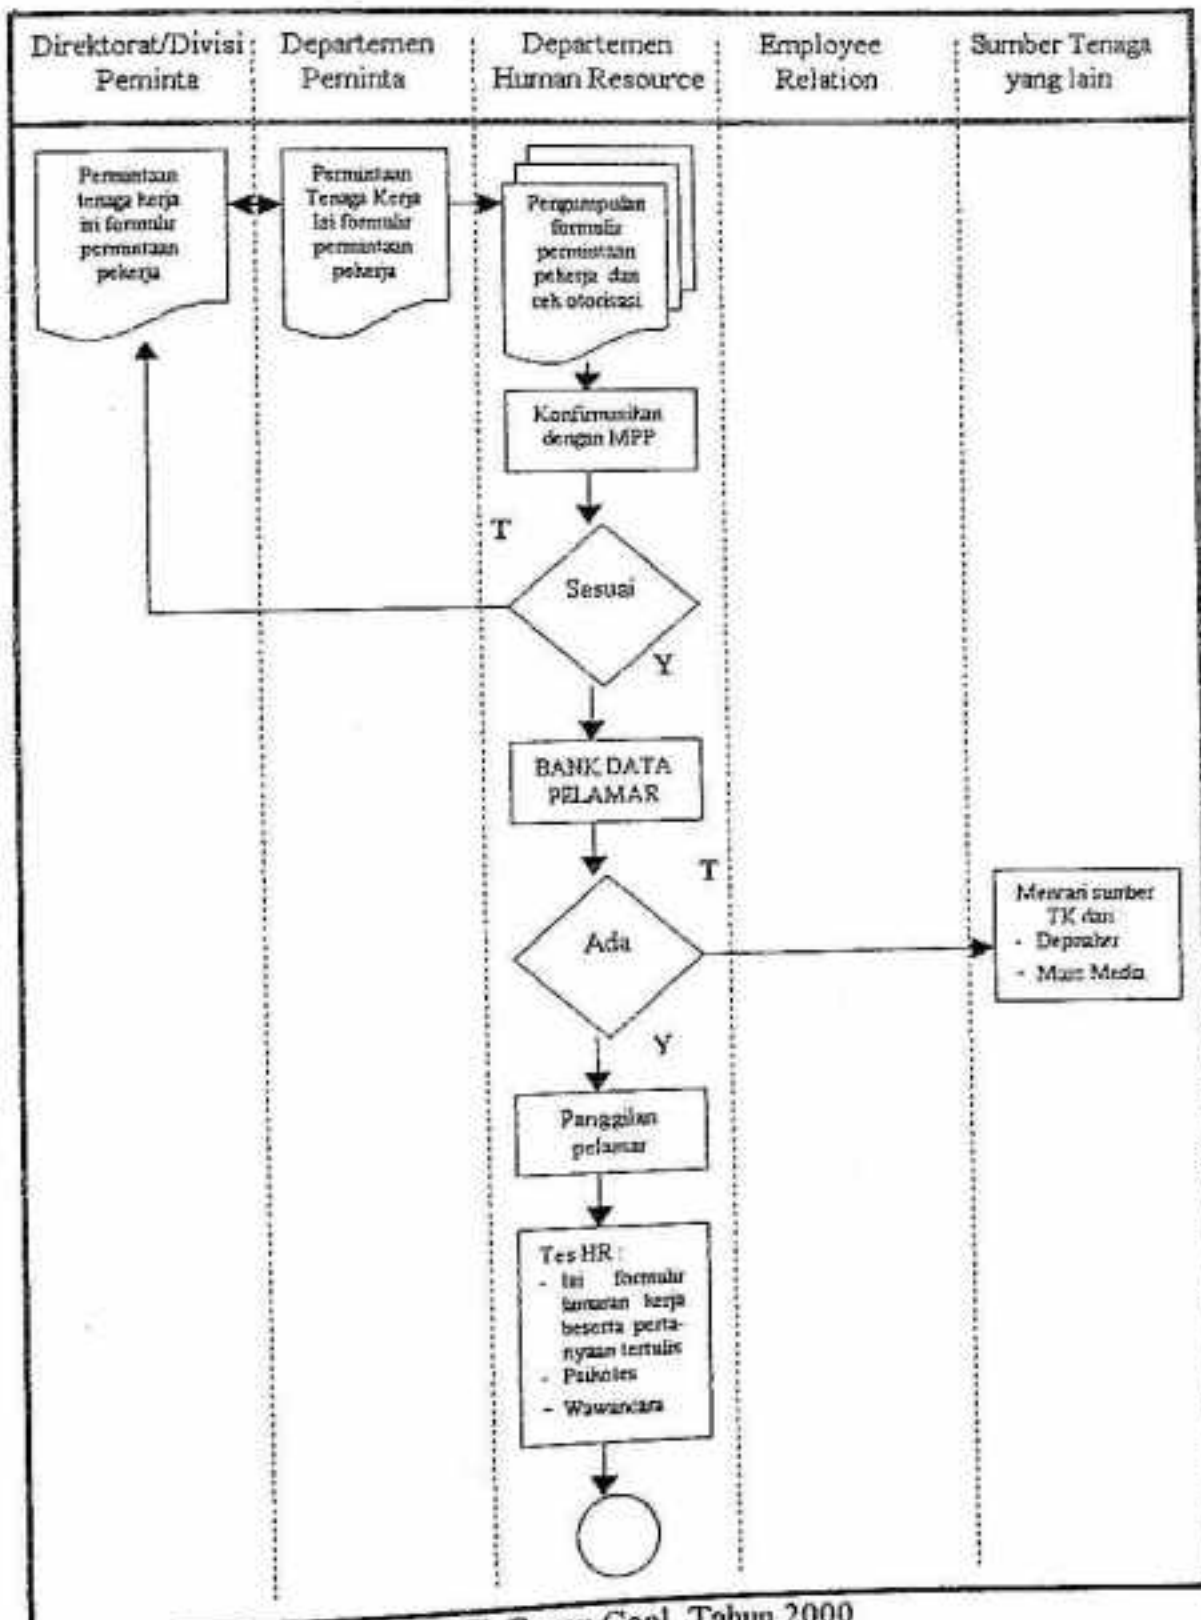 Direktorat/Divisi
Peminta
Departemen
Peminta
Departemen
Human Resource
Employee
Relation
Sumber Tenaga
yang lain
Permintaan
tenaga kerja
isi formulir
permintaan
pekerja
Permintaan
Tenaga Kerja
Isi formulir
permintaan
pekerja
Pengumpulan
formulir
permintaan
pekerja dan
cek otorisasi.
Konfirmasikan
dengan MPP
T
Sesuai
Y
BANK DATA
PELAMAR
T
Ada
Mencari sumber
TK dari
- Depnaker
- Mass Media
Y
Panggilan
pelamar
Tes HR :
- Isi formulir
lamaran kerja
beserta perta-
nyaan tertulis
- Psikotes
- Wawancara
Coal, Tahun 2000